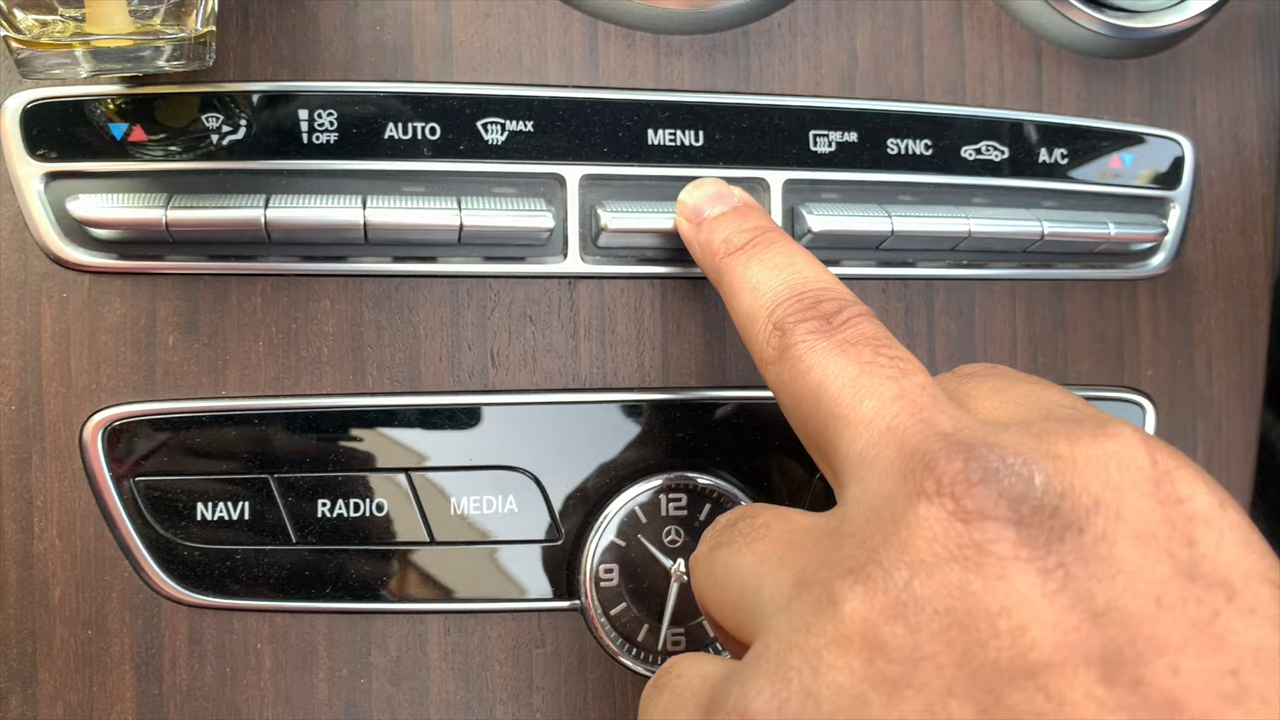 OFF
AUTO
MAX
MENU
REAR
SYNC
A/C
NAVI
RADIO
MEDIA
12
9
6